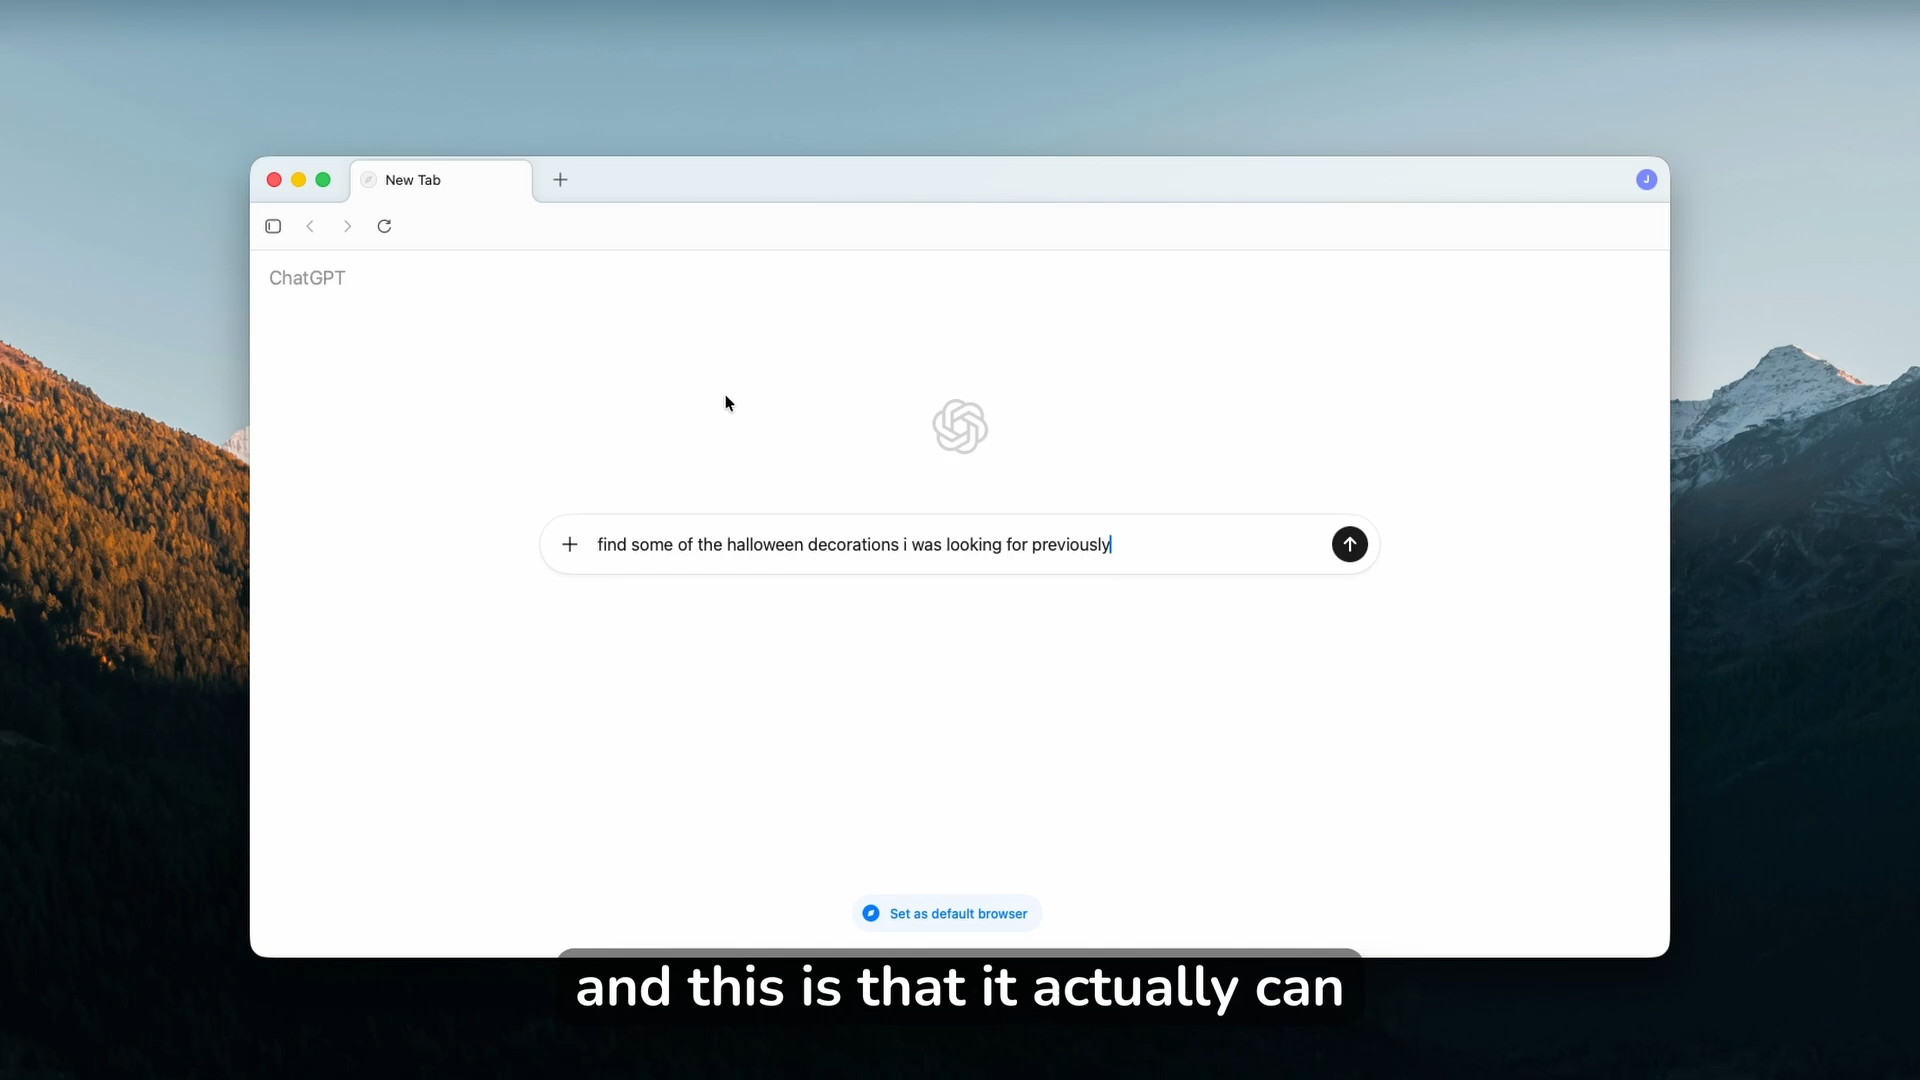 New Tab
J
ChatGPT
find some of the halloween decorations i was looking for previously
Set as default browser
and this is that it actually can